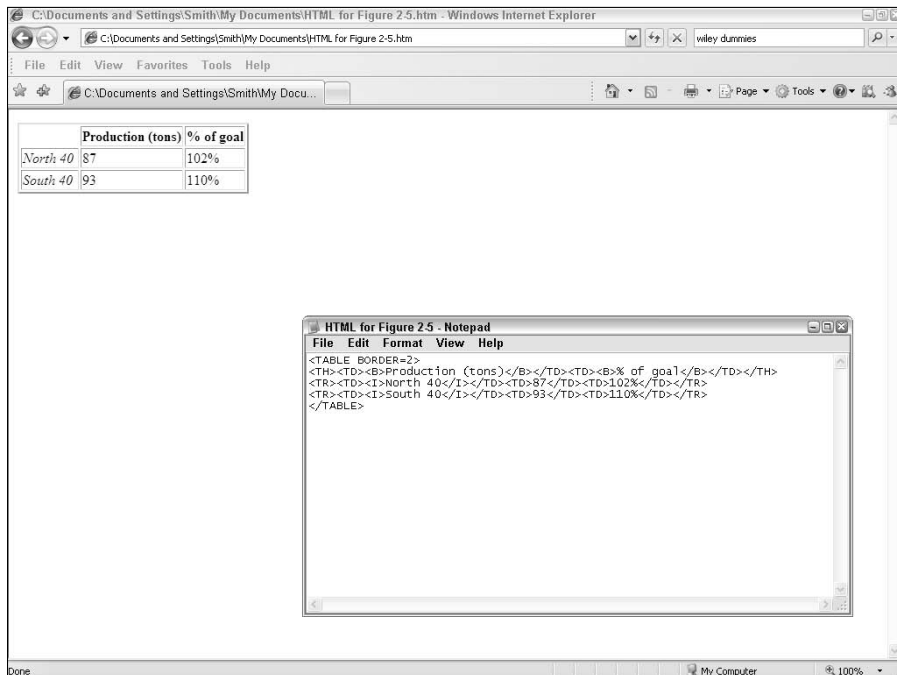 C:\Documents and Settings\Smith\My Documents\HTML for Figure 2-5.htm - Windows Internet Explorer
C:\Documents and Settings\Smith\My Documents\HTML for Figure 2-5.htm
wiley dummies
File Edit View Favorites Tools Help
C:\Documents and Settings\Smith\My Docu...
Page Tools
Production (tons) % of goal
North 40 87 102%
South 40 93 110%
HTML for Figure 2-5 - Notepad
File Edit Format View Help
<TABLE BORDER=2>
<TH><TD><B>Production (tons)</B></TD><TD><B>% of goal</B></TD></TH>
<TR><TD><I>North 40</I></TD><TD>87</TD><TD>102%</TD></TR>
<TR><TD><I>South 40</I></TD><TD>93</TD><TD>110%</TD></TR>
</TABLE>
Done
My Computer
100%